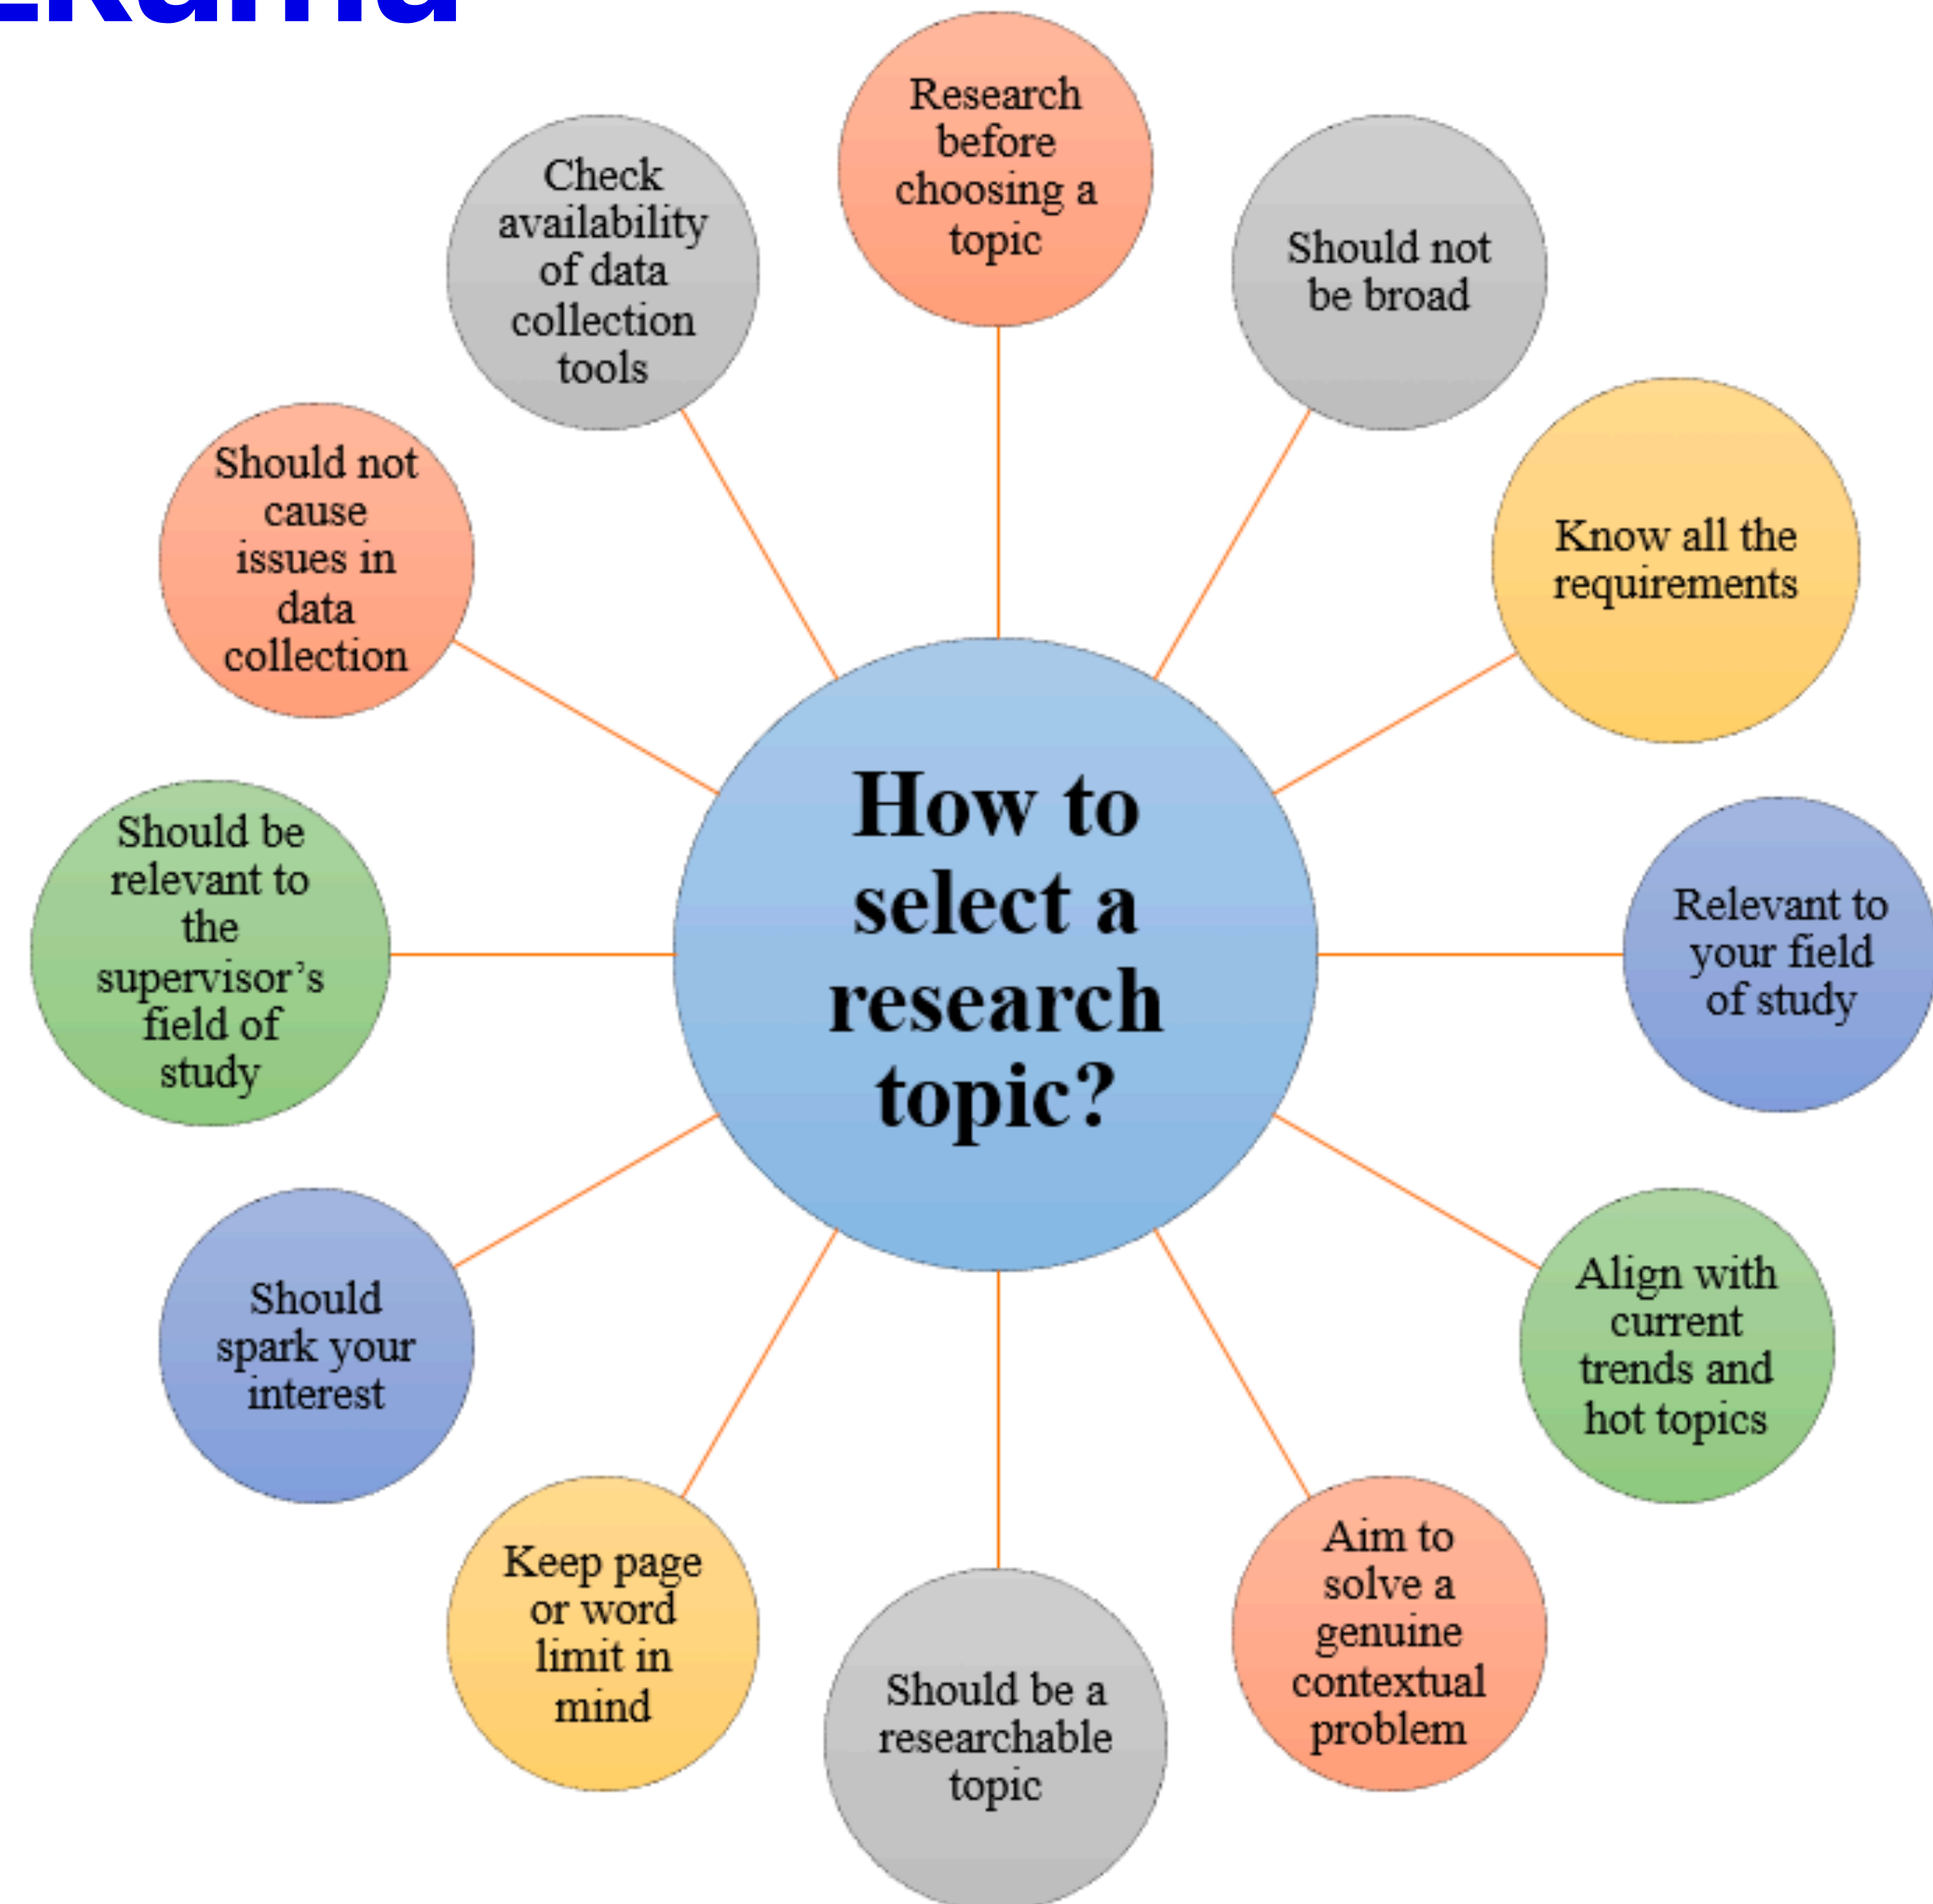 Research
before
choosing a
topic
Should not
be broad
Know all the
requirements
Relevant to
your field
of study
Align with
current
trends and
hot topics
Aim to
solve a
genuine
contextual
problem
Should be a
researchable
topic
Keep page
or word
limit in
mind
Should
spark your
interest
Should be
relevant to
the
supervisor’s
field of
study
Should not
cause
issues in
data
collection
Check
availability
of data
collection
tools
How to
select a
research
topic?